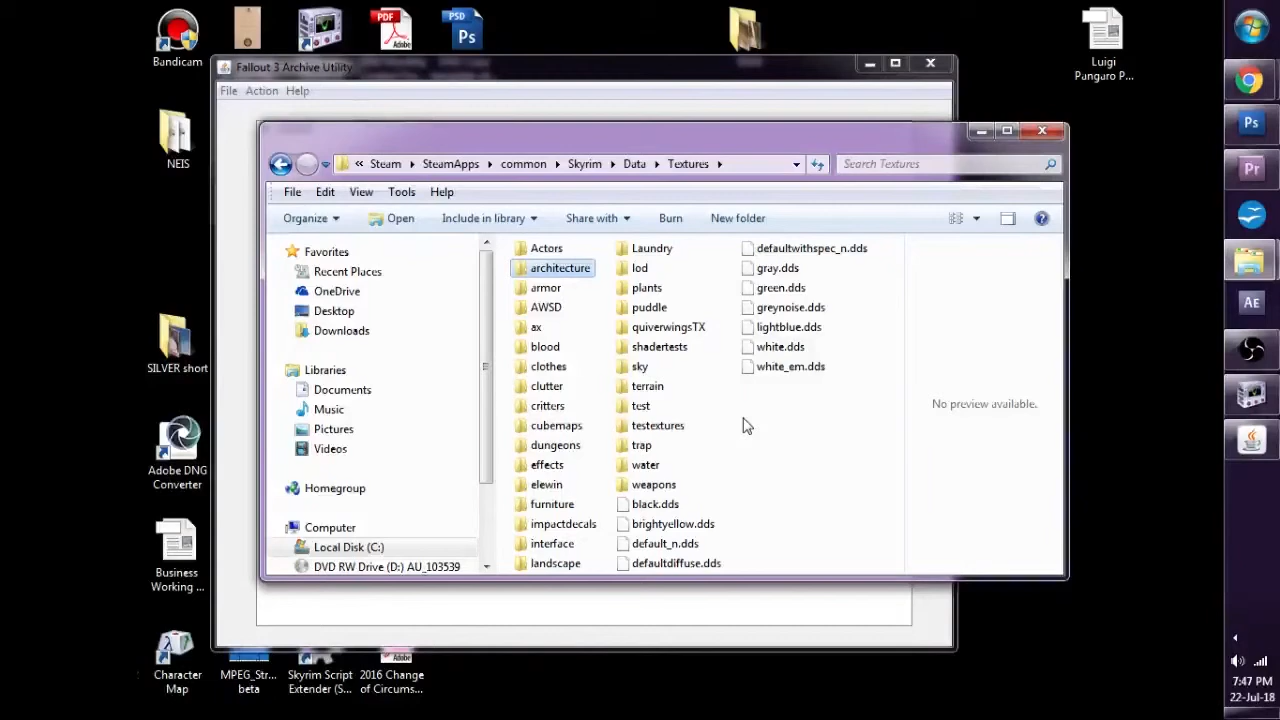 PDF
Adobe
PSD
Ps
Bandicam
Luigi
Pangaro P...
NEIS
SILVER short
Adobe DNG
Converter
Business
Working ...
Character
Map
MPEG_Str...
beta
Skyrim Script
Extender (S...
Adobe
2016 Change
of Circums...
Fallout 3 Archive Utility
File Action Help
« Steam ▸ SteamApps ▸ common ▸ Skyrim ▸ Data ▸ Textures ▸
Search Textures
File Edit View Tools Help
Organize Open Include in library Share with Burn New folder
Favorites
Recent Places
OneDrive
Desktop
Downloads
Libraries
Documents
Music
Pictures
Videos
Homegroup
Computer
Local Disk (C:)
DVD RW Drive (D:) AU_103539
Actors
architecture
armor
AWSD
ax
blood
clothes
clutter
critters
cubemaps
dungeons
effects
elewin
furniture
impactdecals
interface
landscape
Laundry
lod
plants
puddle
quiverwingsTX
shadertests
sky
terrain
test
testextures
trap
water
weapons
black.dds
brightyellow.dds
default_n.dds
defaultdiffuse.dds
defaultwithspec_n.dds
gray.dds
green.dds
greynoise.dds
lightblue.dds
white.dds
white_em.dds
No preview available.
Ps
Pr
AE
7:47 PM
22-Jul-18